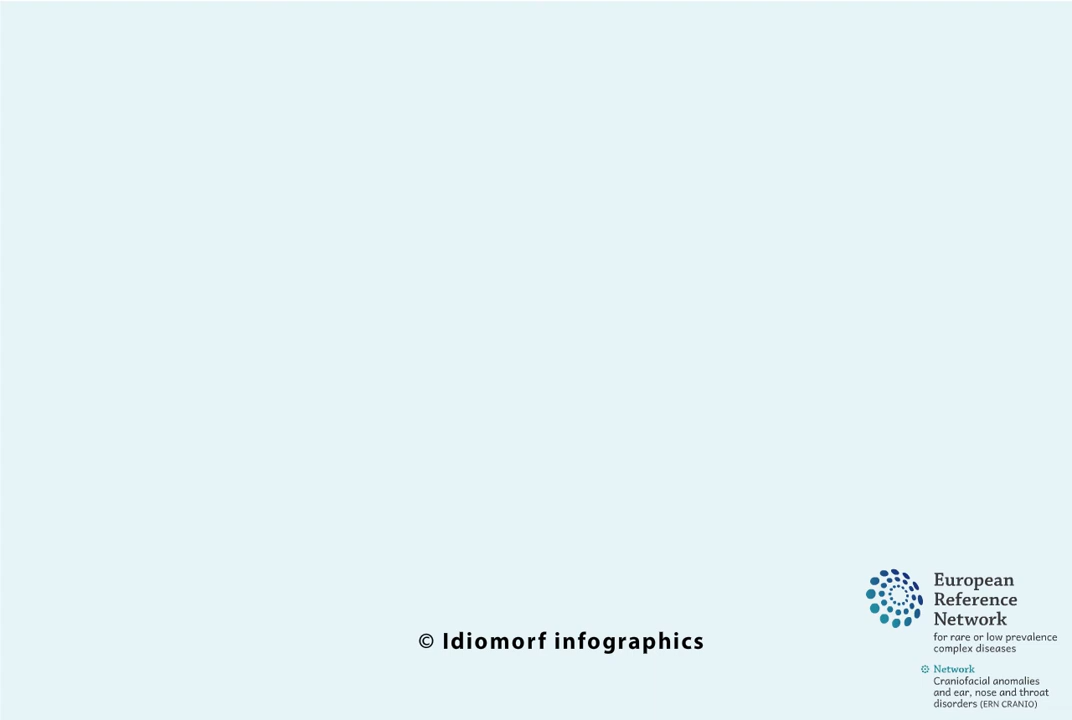 © Idiomorf infographics
European
Reference
Network
for rare or low prevalence
complex diseases
Network
Craniofacial anomalies
and ear, nose and throat
disorders (ERN CRANIO)